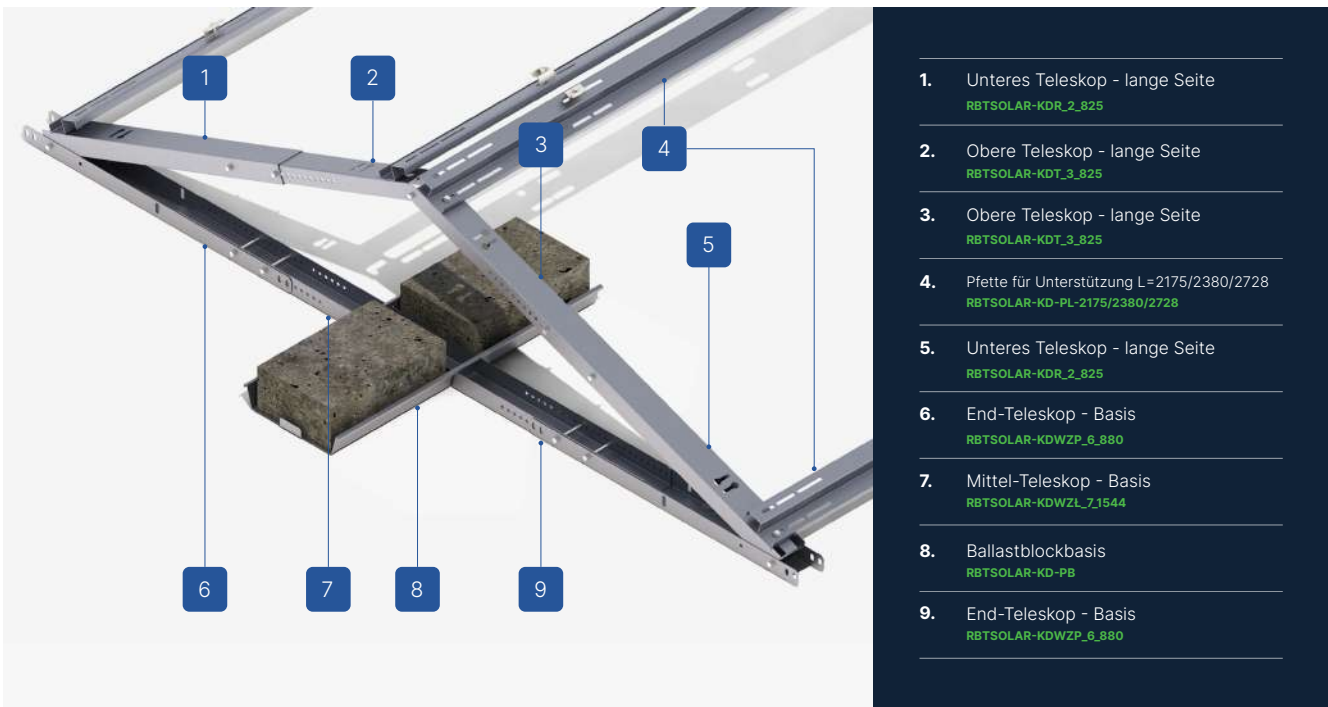 1
2
3
4
5
6
7
8
9
1. Unteres Teleskop - lange Seite
RBTSOLAR-KDR_2_825
2. Obere Teleskop - lange Seite
RBTSOLAR-KDT_3_825
3. Obere Teleskop - lange Seite
RBTSOLAR-KDT_3_825
4. Pfette für Unterstützung L=2175/2380/2728
RBTSOLAR-KD-PL-2175/2380/2728
5. Unteres Teleskop - lange Seite
RBTSOLAR-KDR_2_825
6. End-Teleskop - Basis
RBTSOLAR-KDWZP_6_880
7. Mittel-Teleskop - Basis
RBTSOLAR-KDWZŁ_7_1544
8. Ballastblockbasis
RBTSOLAR-KD-PB
9. End-Teleskop - Basis
RBTSOLAR-KDWZP_6_880